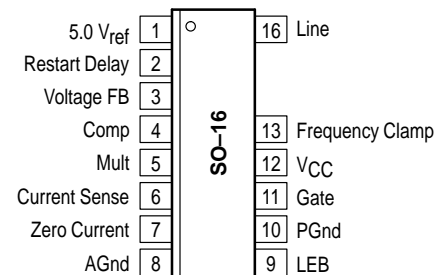 5.0 Vref 1
Restart Delay 2
Voltage FB 3
Comp 4
Mult 5
Current Sense 6
Zero Current 7
AGnd 8
SO–16
16 Line
13 Frequency Clamp
12 VCC
11 Gate
10 PGnd
9 LEB